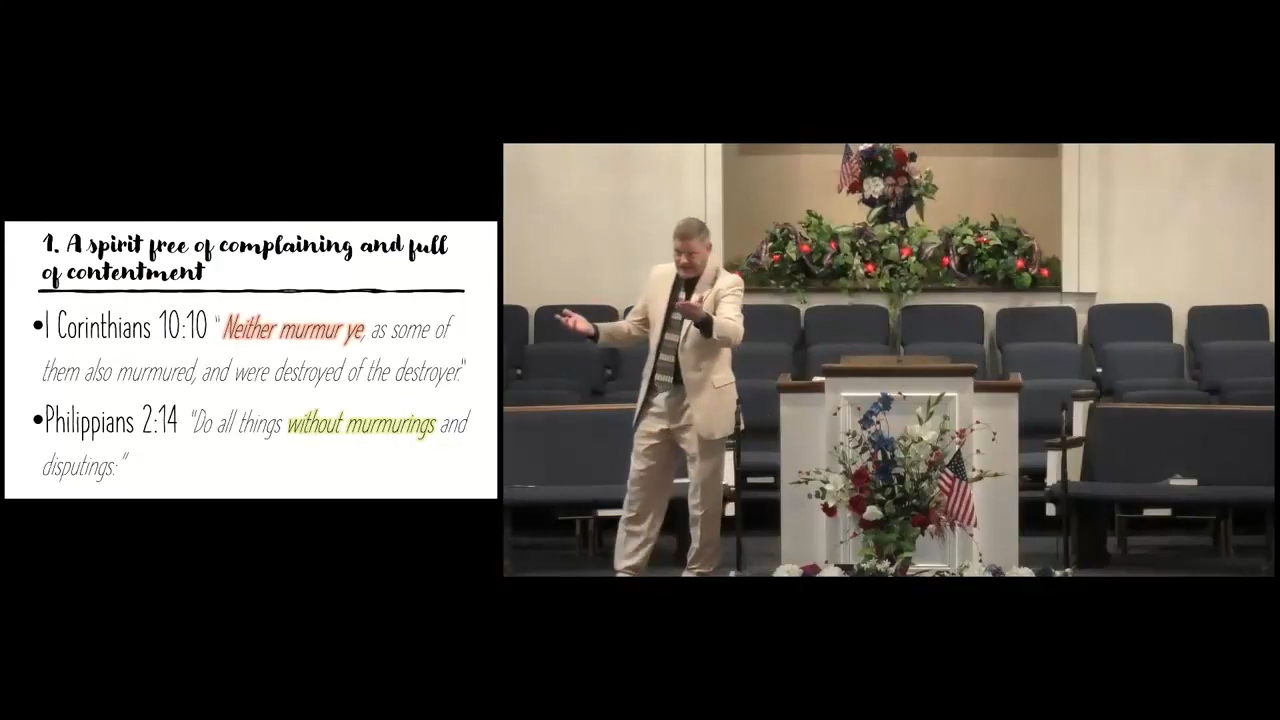 1. A spirit free of complaining and full
of contentment
•I Corinthians 10:10 " Neither murmur ye, as some of
them also murmured, and were destroyed of the destroyer."
•Philippians 2:14 "Do all things without murmurings and
disputings:"